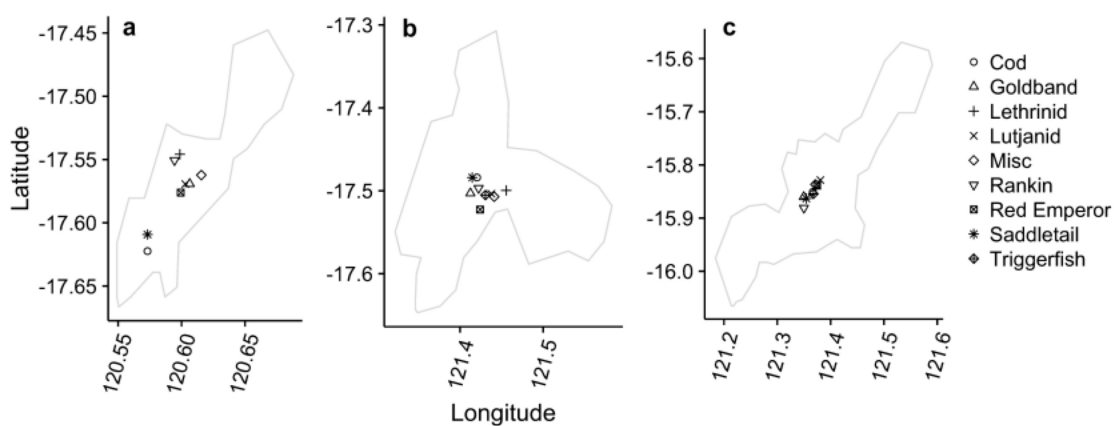 a
b
c
-17.45
-17.50
-17.55
-17.60
-17.65
-17.3
-17.4
-17.5
-17.6
-15.6
-15.7
-15.8
-15.9
-16.0
Latitude
120.55
120.60
120.65
121.4
121.5
121.2
121.3
121.4
121.5
121.6
Longitude
Cod
Goldband
Lethrinid
Lutjanid
Misc
Rankin
Red Emperor
Saddletail
Triggerfish